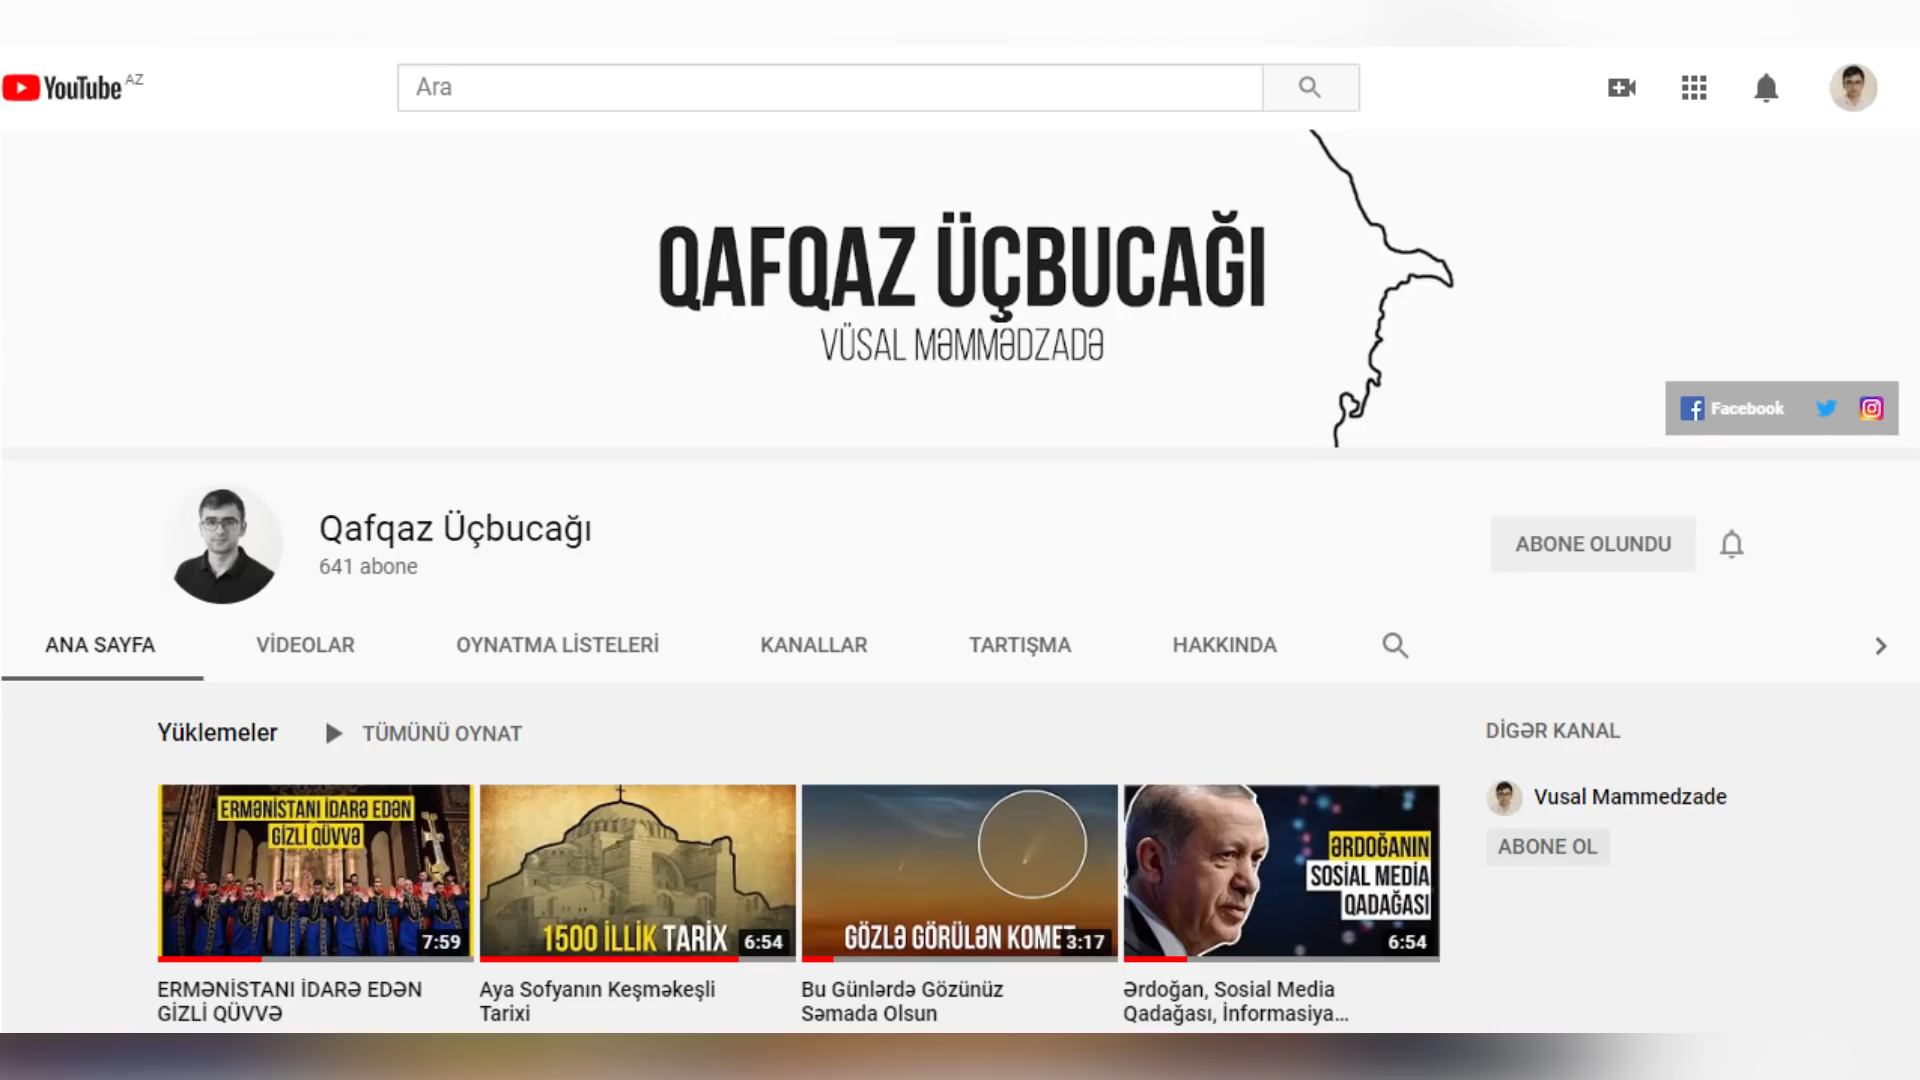 YouTube AZ
Ara
QAFQAZ ÜÇBUCAĞI
VÜSAL MƏMMƏDZADƏ
Facebook
Qafqaz Üçbucağı
641 abone
ABONE OLUNDU
ANA SAYFA VİDEOLAR OYNATMA LİSTELERİ KANALLAR TARTIŞMA HAKKINDA
Yüklemeler TÜMÜNÜ OYNAT
DİGƏR KANAL
Vusal Mammedzade
ABONE OL
ERMƏNİSTANI İDARƏ EDƏN
GİZLİ QÜVVƏ
7:59
1500 İLLİK TARİX
6:54
GÖZLƏ GÖRÜLƏN KOMET
3:17
ƏRDOĞANIN
SOSİAL MEDİA
QADAĞASI
6:54
ERMƏNİSTANI İDARƏ EDƏN
GİZLİ QÜVVƏ
Aya Sofyanın Keşməkeşli
Tarixi
Bu Günlərdə Gözünüz
Səmada Olsun
Ərdoğan, Sosial Media
Qadağası, İnformasiya...